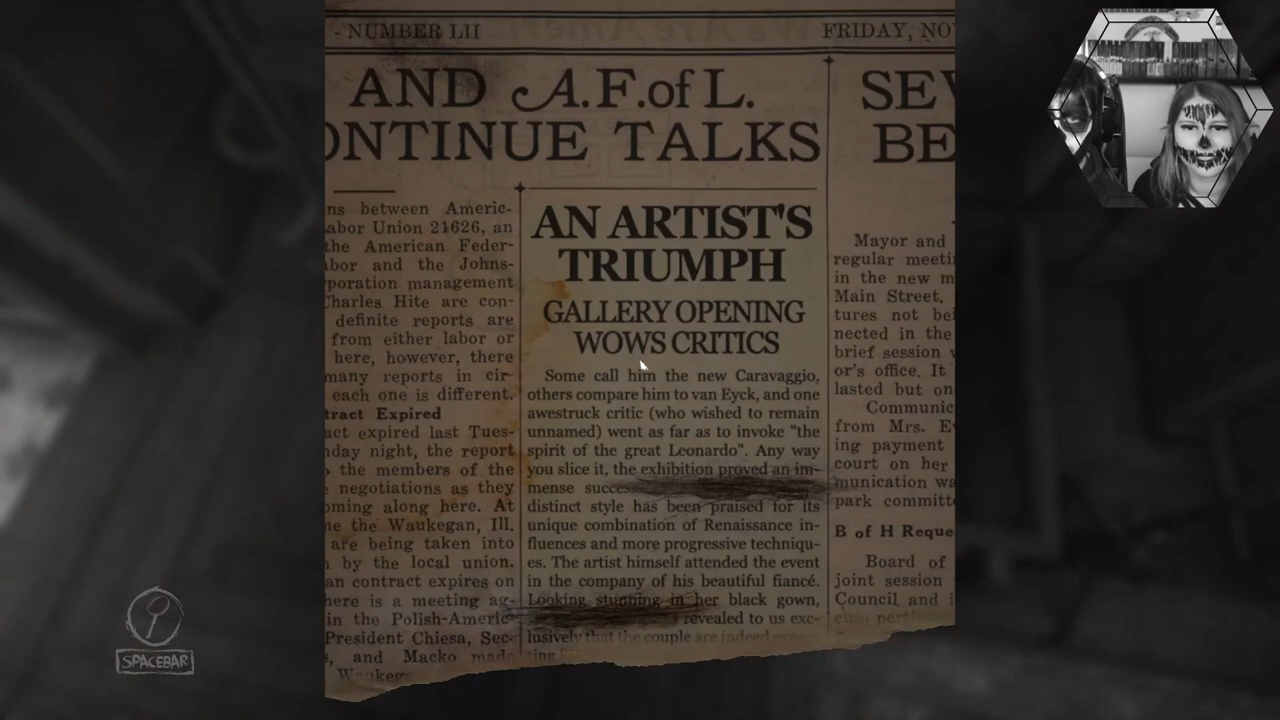 - NUMBER LII
FRIDAY, NO
AND A.F.of L.
ONTINUE TALKS
SEV
BE
ns between Americ-
abor Union 21626, an
the American Feder-
abor and the Johns-
poration management
Charles Hite are con-
definite reports are
from either labor or
here, however, there
many reports in cir-
each one is different.
tract Expired
act expired last Tues-
day night, the report
the members of the
negotiations as they
oming along here. At
e the Waukegan, Ill.
are being taken into
by the local union.
an contract expires on
here is a meeting ag-
in the Polish-Americ-
President Chiesa, Sec-
, and Macko made
Waukega
AN ARTIST'S
TRIUMPH
GALLERY OPENING
WOWS CRITICS
Some call him the new Caravaggio,
others compare him to van Eyck, and one
awestruck critic (who wished to remain
unnamed) went as far as to invoke "the
spirit of the great Leonardo". Any way
you slice it, the exhibition proved an im-
mense succes
distinct style has been praised for its
unique combination of Renaissance in-
fluences and more progressive techniqu-
es. The artist himself attended the event
in the company of his beautiful fiancé.
Looking stunning in her black gown,
revealed to us exc-
lusively that the couple are indeed expec-
ting
Mayor and
regular meeti
in the new m
Main Street.
tures not bei
nected in the
brief session
or's office. It
lasted but on
Communic
from Mrs. Ev
ing payment
court on her
munication wa
park committe
B of H Reque
Board of
joint session
Council and i
SPACEBAR